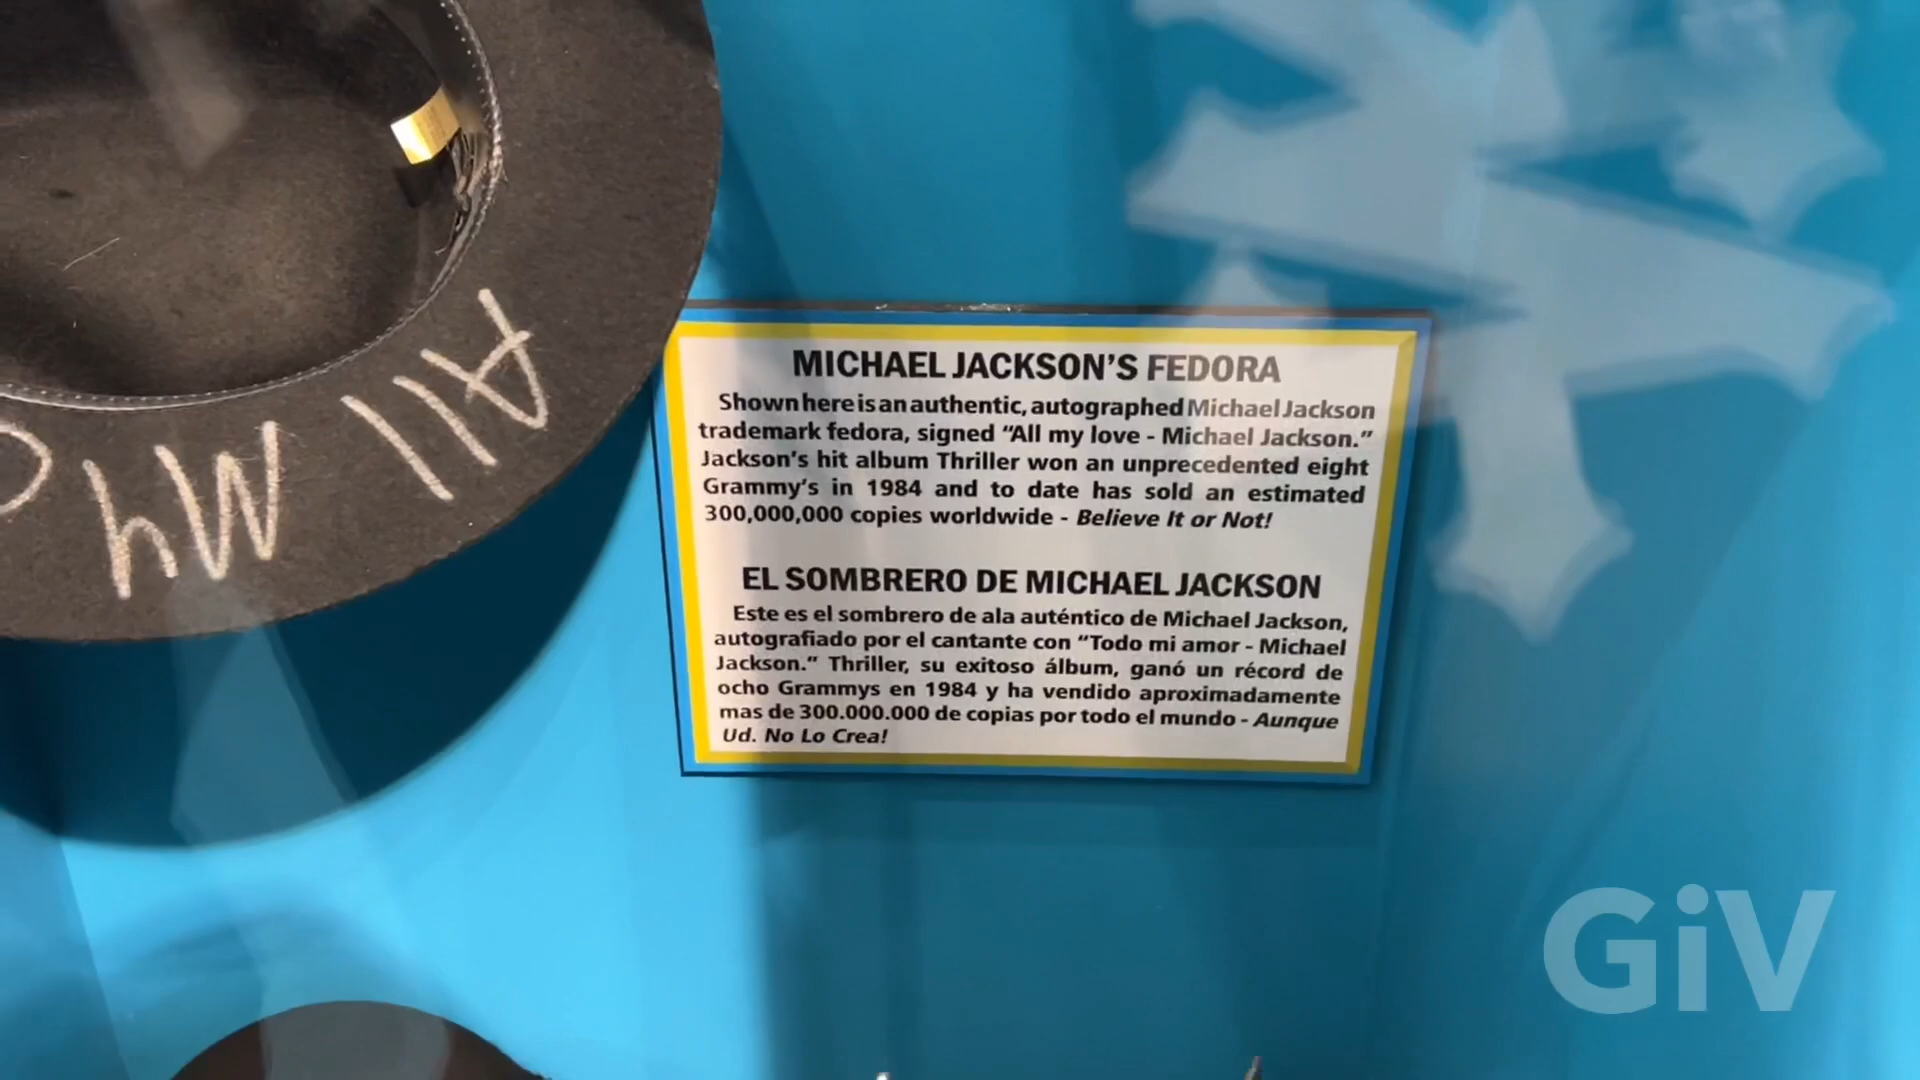 All My
MICHAEL JACKSON'S FEDORA
Shown here is an authentic, autographed Michael Jackson
trademark fedora, signed "All my love - Michael Jackson."
Jackson's hit album Thriller won an unprecedented eight
Grammy's in 1984 and to date has sold an estimated
300,000,000 copies worldwide - Believe It or Not!
EL SOMBRERO DE MICHAEL JACKSON
Este es el sombrero de ala auténtico de Michael Jackson,
autografiado por el cantante con "Todo mi amor - Michael
Jackson." Thriller, su exitoso álbum, ganó un récord de
ocho Grammys en 1984 y ha vendido aproximadamente
mas de 300.000.000 de copias por todo el mundo - Aunque
Ud. No Lo Crea!
GiV